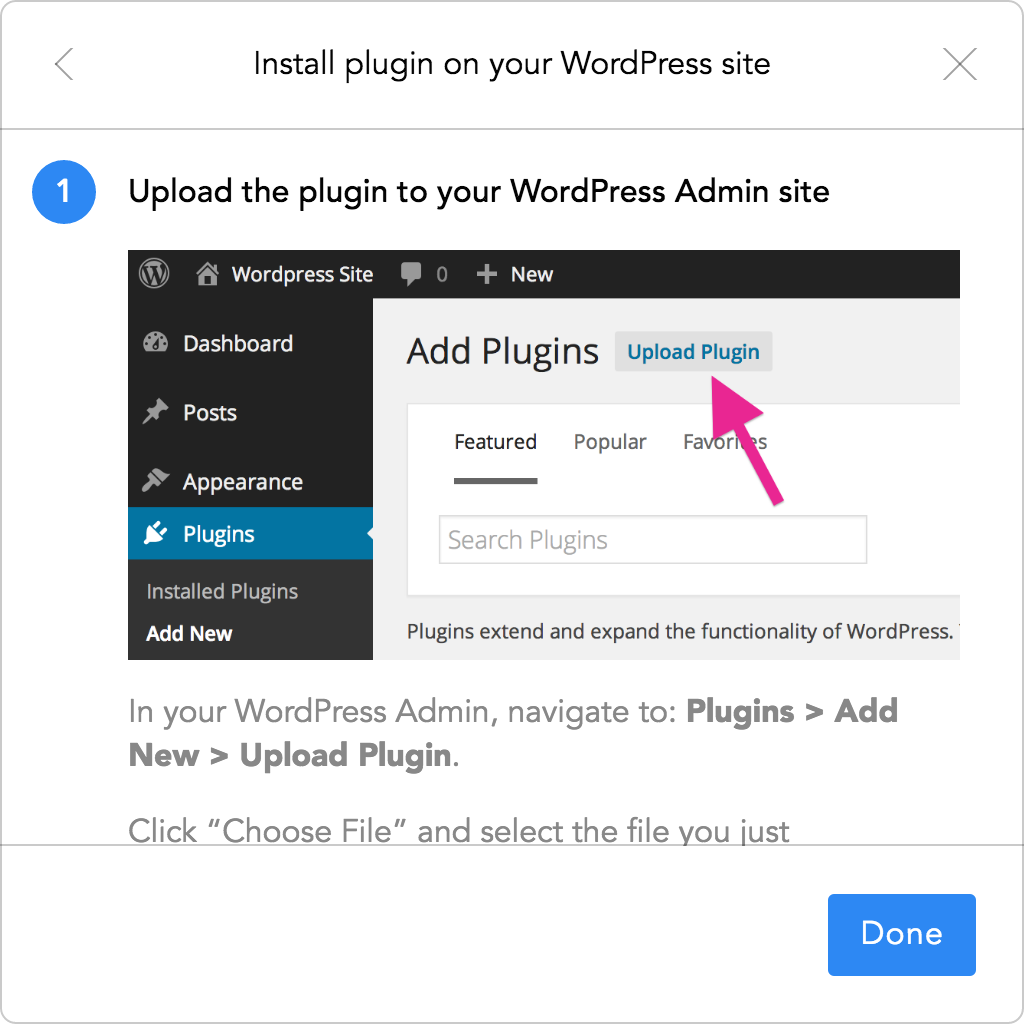 Install plugin on your WordPress site
1
Upload the plugin to your WordPress Admin site
Wordpress Site 0 New
Dashboard
Add Plugins Upload Plugin
Posts
Featured Popular Favorites
Appearance
Plugins
Search Plugins
Installed Plugins
Add New
Plugins extend and expand the functionality of WordPress.
In your WordPress Admin, navigate to: Plugins > Add
New > Upload Plugin.
Click “Choose File” and select the file you just
Done